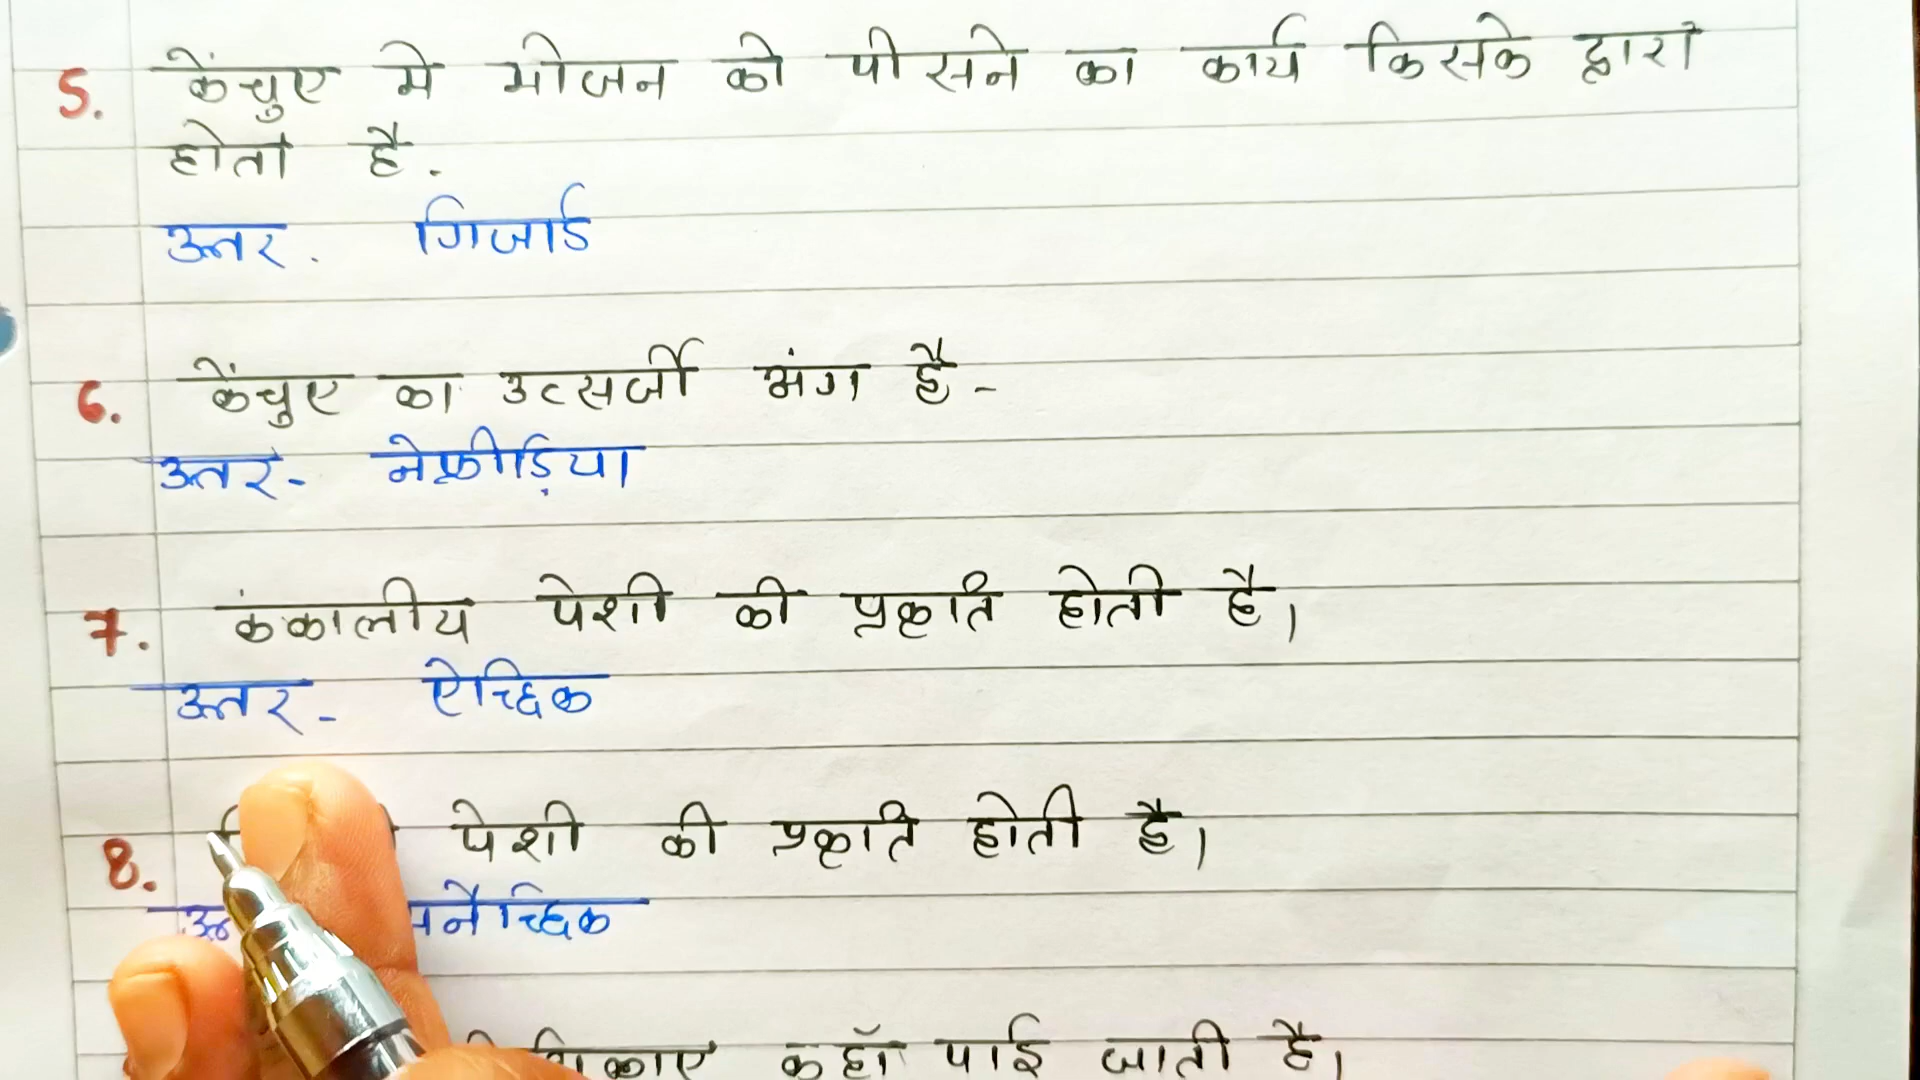 5. केंचुए मे भोजन को पीसने का कार्य किसके द्वारा
होता है.
उत्तर. गिजार्ड
6. केंचुए का उत्सर्जी अंग है -
उत्तर - नेफ्रीड़िया
7. कंकालीय पेशी की प्रकृति होती है।
उत्तर - ऐच्छिक
8. पेशी की प्रकृति होती है।
कहाँ पाई जाती है।